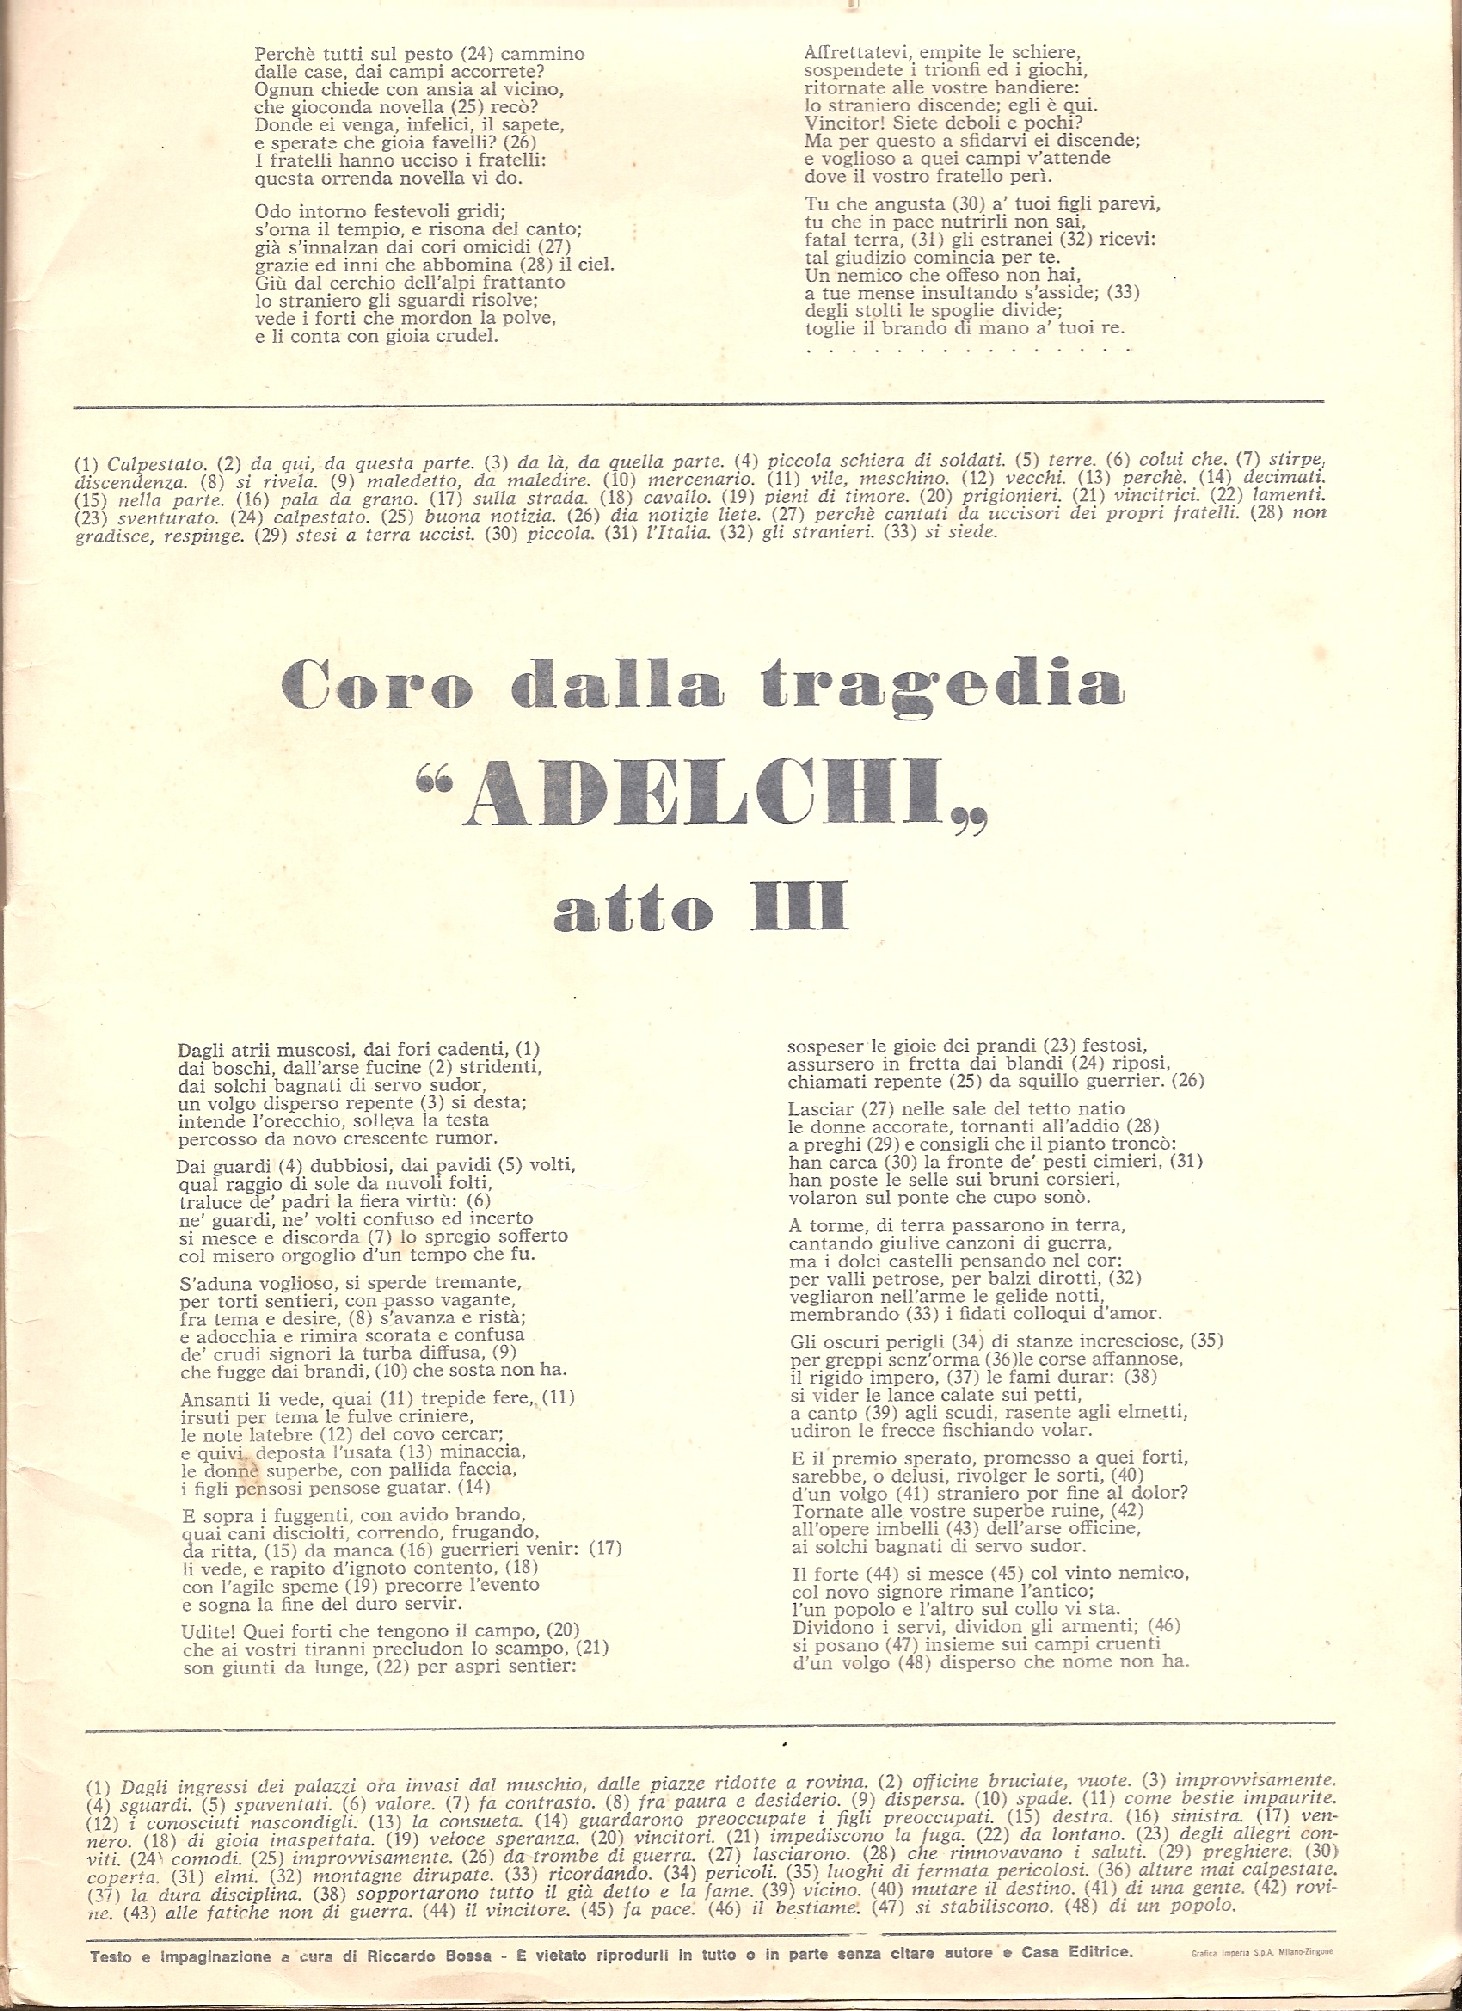 Perchè tutti sul pesto (24) cammino
dalle case, dai campi accorrete?
Ognun chiede con ansia al vicino,
che gioconda novella (25) recò?
Donde ei venga, infelici, il sapete,
e sperate che gioia favelli? (26)
I fratelli hanno ucciso i fratelli:
questa orrenda novella vi do.
Odo intorno festevoli gridi;
s'orna il tempio, e risona del canto;
già s'innalzan dai cori omicidi (27)
grazie ed inni che abbomina (28) il ciel.
Giù dal cerchio dell'alpi frattanto
lo straniero gli sguardi risolve;
vede i forti che mordon la polve,
e li conta con gioia crudel.
Affrettatevi, empite le schiere,
sospendete i trionfi ed i giochi,
ritornate alle vostre bandiere:
lo straniero discende; egli è qui.
Vincitor! Siete deboli e pochi?
Ma per questo a sfidarvi ei discende;
e voglioso a quei campi v'attende
dove il vostro fratello perì.
Tu che angusta (30) a' tuoi figli parevi,
tu che in pace nutrirli non sai,
fatal terra, (31) gli estranei (32) ricevi:
tal giudizio comincia per te.
Un nemico che offeso non hai,
a tue mense insultando s'asside; (33)
degli stolti le spoglie divide;
toglie il brando di mano a' tuoi re.
. . . . . . . . . . . . . . .
(1) Calpestato. (2) da qui, da questa parte. (3) da là, da quella parte. (4) piccola schiera di soldati. (5) terre. (6) colui che. (7) stirpe,
discendenza. (8) si rivela. (9) maledetto, da maledire. (10) mercenario. (11) vile, meschino. (12) vecchi. (13) perchè. (14) decimati.
(15) nella parte. (16) pala da grano. (17) sulla strada. (18) cavallo. (19) pieni di timore. (20) prigionieri. (21) vincitrici. (22) lamenti.
(23) sventurato. (24) calpestato. (25) buona notizia. (26) dia notizie liete. (27) perchè cantati da uccisori dei propri fratelli. (28) non
gradisce, respinge. (29) stesi a terra uccisi. (30) piccola. (31) l'Italia. (32) gli stranieri. (33) si siede.
Coro dalla tragedia
“ADELCHI„
atto III
Dagli atrii muscosi, dai fori cadenti, (1)
dai boschi, dall'arse fucine (2) stridenti,
dai solchi bagnati di servo sudor,
un volgo disperso repente (3) si desta;
intende l'orecchio, solleva la testa
percosso da novo crescente rumor.
Dai guardi (4) dubbiosi, dai pavidi (5) volti,
qual raggio di sole da nuvoli folti,
traluce de' padri la fiera virtù: (6)
ne' guardi, ne' volti confuso ed incerto
si mesce e discorda (7) lo spregio sofferto
col misero orgoglio d'un tempo che fu.
S'aduna voglioso, si sperde tremante,
per torti sentieri, con passo vagante,
fra tema e desire, (8) s'avanza e ristà;
e adocchia e rimira scorata e confusa
de' crudi signori la turba diffusa, (9)
che fugge dai brandi, (10) che sosta non ha.
Ansanti li vede, quai (11) trepide fere, (11)
irsuti per tema le fulve criniere,
le note latebre (12) del covo cercar;
e quivi, deposta l'usata (13) minaccia,
le donne superbe, con pallida faccia,
i figli pensosi pensose guatar. (14)
E sopra i fuggenti, con avido brando,
quai cani disciolti, correndo, frugando,
da ritta, (15) da manca (16) guerrieri venir: (17)
li vede, e rapito d'ignoto contento, (18)
con l'agile speme (19) precorre l'evento
e sogna la fine del duro servir.
Udite! Quei forti che tengono il campo, (20)
che ai vostri tiranni precludon lo scampo, (21)
son giunti da lunge, (22) per aspri sentier:
sospeser le gioie dei prandi (23) festosi,
assursero in fretta dai blandi (24) riposi,
chiamati repente (25) da squillo guerrier. (26)
Lasciar (27) nelle sale del tetto natio
le donne accorate, tornanti all'addio (28)
a preghi (29) e consigli che il pianto troncò:
han carca (30) la fronte de' pesti cimieri, (31)
han poste le selle sui bruni corsieri,
volaron sul ponte che cupo sonò.
A torme, di terra passarono in terra,
cantando giulive canzoni di guerra,
ma i dolci castelli pensando nel cor:
per valli petrose, per balzi dirotti, (32)
vegliaron nell'arme le gelide notti,
membrando (33) i fidati colloqui d'amor.
Gli oscuri perigli (34) di stanze incresciose, (35)
per greppi senz'orma (36)le corse affannose,
il rigido impero, (37) le fami durar: (38)
si vider le lance calate sui petti,
a canto (39) agli scudi, rasente agli elmetti,
udiron le frecce fischiando volar.
E il premio sperato, promesso a quei forti,
sarebbe, o delusi, rivolger le sorti, (40)
d'un volgo (41) straniero por fine al dolor?
Tornate alle vostre superbe ruine, (42)
all'opere imbelli (43) dell'arse officine,
ai solchi bagnati di servo sudor.
Il forte (44) si mesce (45) col vinto nemico,
col novo signore rimane l'antico;
l'un popolo e l'altro sul collo vi sta.
Dividono i servi, dividon gli armenti; (46)
si posano (47) insieme sui campi cruenti
d'un volgo (48) disperso che nome non ha.
(1) Dagli ingressi dei palazzi ora invasi dal muschio, dalle piazze ridotte a rovina. (2) officine bruciate, vuote. (3) improvvisamente.
(4) sguardi. (5) spaventati. (6) valore. (7) fa contrasto. (8) fra paura e desiderio. (9) dispersa. (10) spade. (11) come bestie impaurite.
(12) i conosciuti nascondigli. (13) la consueta. (14) guardarono preoccupate i figli preoccupati. (15) destra. (16) sinistra. (17) ven-
nero. (18) di gioia inaspettata. (19) veloce speranza. (20) vincitori. (21) impediscono la fuga. (22) da lontano. (23) degli allegri con-
viti. (24) comodi. (25) improvvisamente. (26) da trombe di guerra. (27) lasciarono. (28) che rinnovavano i saluti. (29) preghiere. (30)
coperta. (31) elmi. (32) montagne dirupate. (33) ricordando. (34) pericoli. (35) luoghi di fermata pericolosi. (36) alture mai calpestate.
(37) la dura disciplina. (38) sopportarono tutto il già detto e la fame. (39) vicino. (40) mutare il destino. (41) di una gente. (42) rovi-
ne. (43) alle fatiche non di guerra. (44) il vincitore. (45) fa pace. (46) il bestiame. (47) si stabiliscono. (48) di un popolo.
Testo e impaginazione a cura di Riccardo Bossa - È vietato riprodurli in tutto o in parte senza citare autore e Casa Editrice.
Grafica Imperia S.p.A. Milano-Zingone